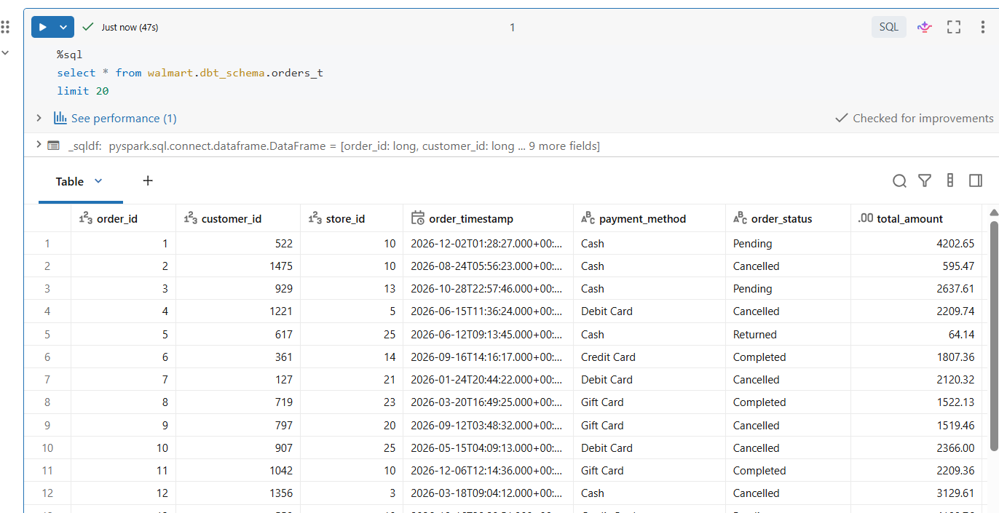 Just now (47s)
1
SQL
%sql
select * from walmart.dbt_schema.orders_t
limit 20
See performance (1)
Checked for improvements
_sqldf: pyspark.sql.connect.dataframe.DataFrame = [order_id: long, customer_id: long ... 9 more fields]
Table +
order_id customer_id store_id order_timestamp payment_method order_status .00 total_amount
1 1 522 10 2026-12-02T01:28:27.000+00:... Cash Pending 4202.65
2 2 1475 10 2026-08-24T05:56:23.000+00:... Cash Cancelled 595.47
3 3 929 13 2026-10-28T22:57:46.000+00:... Cash Pending 2637.61
4 4 1221 5 2026-06-15T11:36:24.000+00:... Debit Card Cancelled 2209.74
5 5 617 25 2026-06-12T09:13:45.000+00:... Cash Returned 64.14
6 6 361 14 2026-09-16T14:16:17.000+00:... Credit Card Completed 1807.36
7 7 127 21 2026-01-24T20:44:22.000+00:... Debit Card Cancelled 2120.32
8 8 719 23 2026-03-20T16:49:25.000+00:... Gift Card Completed 1522.13
9 9 797 20 2026-09-12T03:48:32.000+00:... Gift Card Cancelled 1519.46
10 10 907 25 2026-05-15T04:09:13.000+00:... Debit Card Cancelled 2366.00
11 11 1042 10 2026-12-06T12:14:36.000+00:... Gift Card Completed 2209.36
12 12 1356 3 2026-03-18T09:04:12.000+00:... Cash Cancelled 3129.61